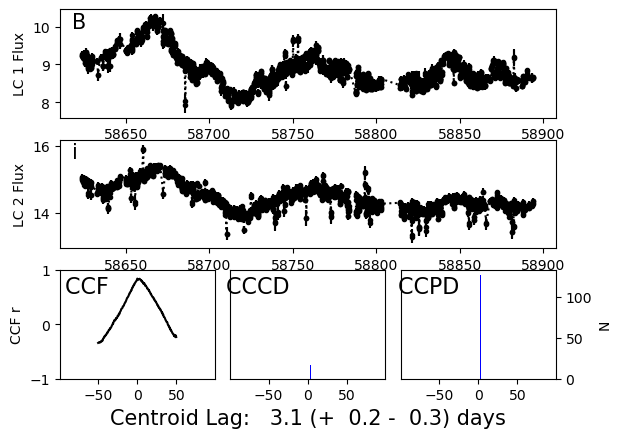 B
LC 1 Flux
10
9
8
58650 58700 58750 58800 58850 58900
i
LC 2 Flux
16
14
58650 58700 58750 58800 58850 58900
CCF
CCF r
1
0
−1
−50 0 50
CCCD
−50 0 50
CCPD
−50 0 50
100
50
0
N
Centroid Lag: 3.1 (+ 0.2 - 0.3) days